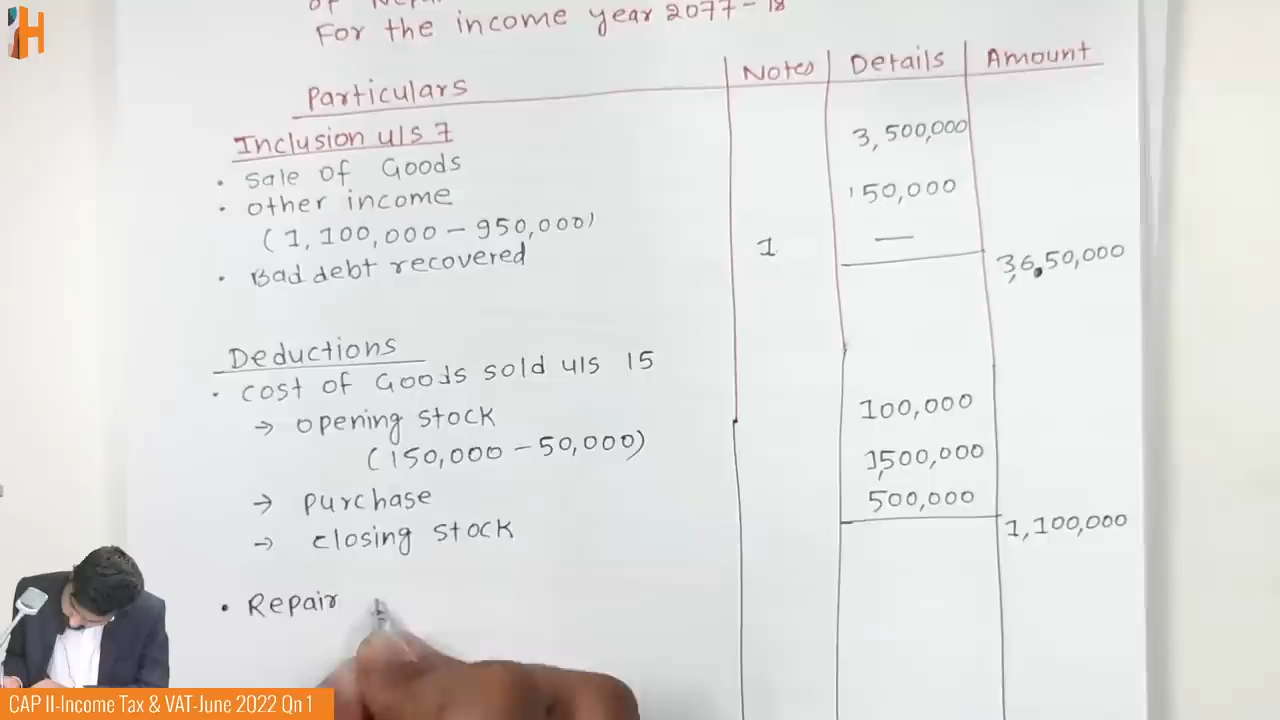 For the income year 2077-18
Particulars Notes Details Amount
Inclusion u/s 7
• Sale of Goods 3,500,000
• other income 150,000
(1,100,000 - 950,000)
• Bad debt recovered 1 — 36,50,000
Deductions
• cost of Goods sold u/s 15
→ opening stock 100,000
(150,000 - 50,000)
→ purchase 1,500,000
→ closing stock 500,000 1,100,000
• Repair
H
CAP II-Income Tax & VAT-June 2022 Qn 1